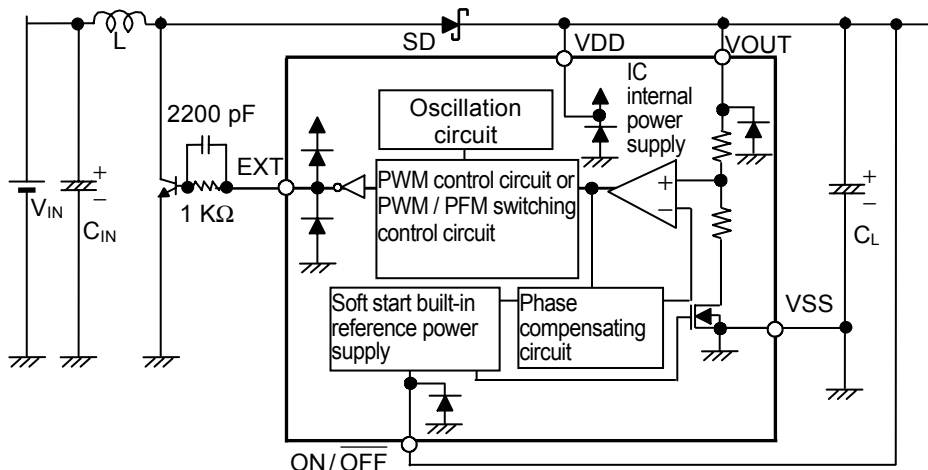 L
SD
VDD
VOUT
2200 pF
EXT
1 KΩ
VIN
+
−
CIN
Oscillation
circuit
IC
internal
power
supply
PWM control circuit or
PWM / PFM switching
control circuit
+
−
Soft start built-in
reference power
supply
Phase
compensating
circuit
VSS
+
−
CL
ON / OFF